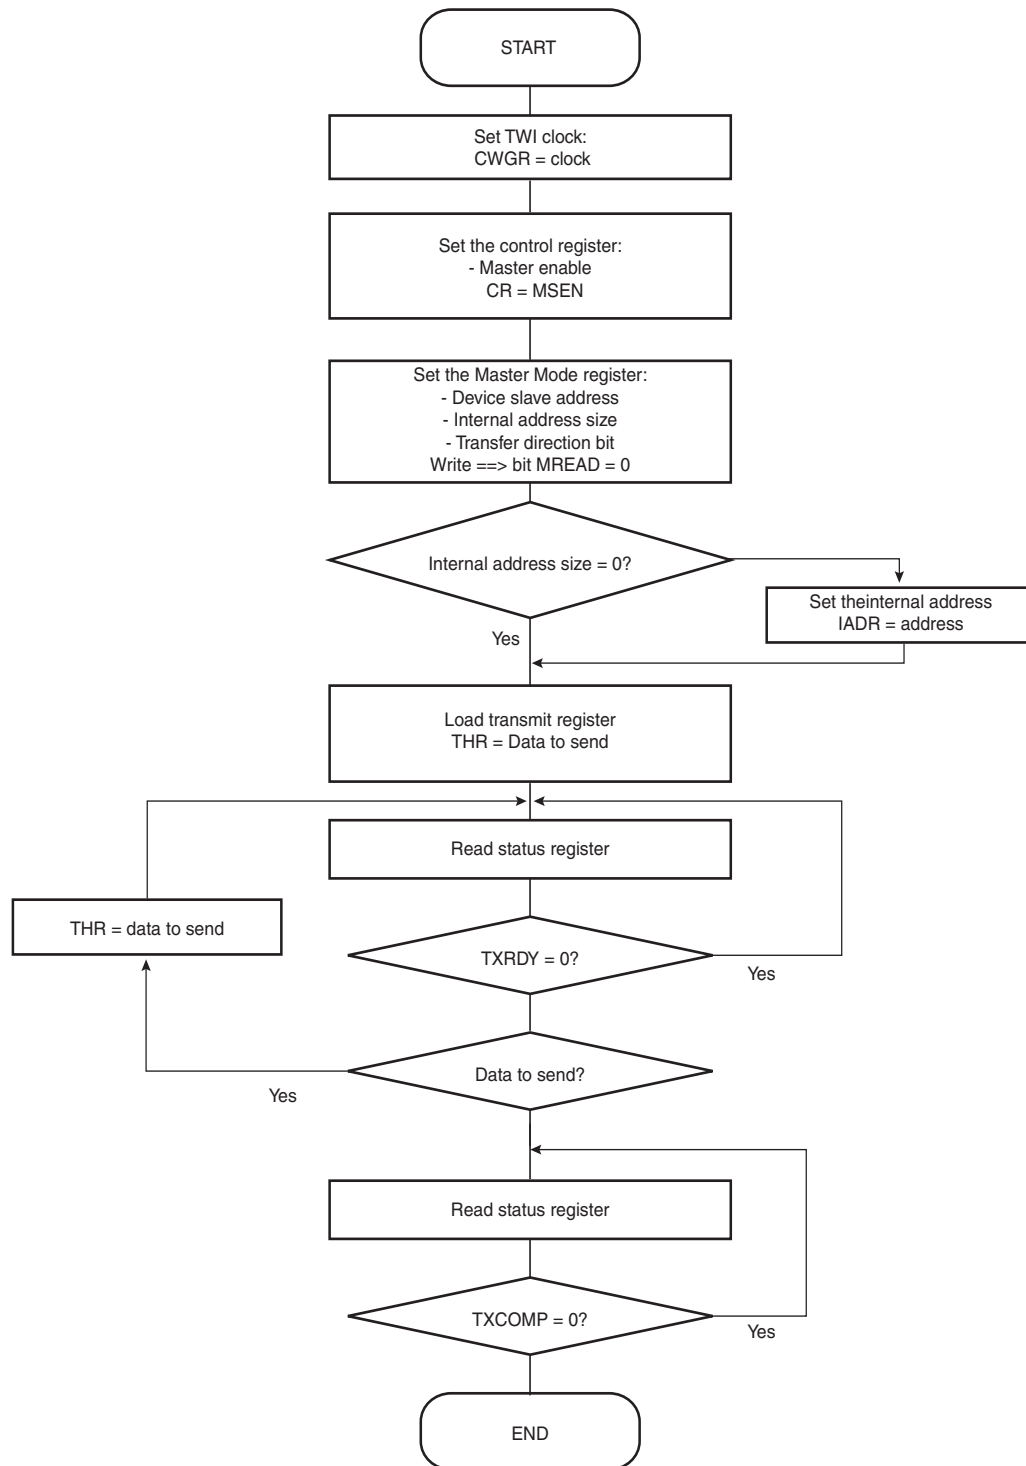 START
Set TWI clock:
CWGR = clock
Set the control register:
- Master enable
CR = MSEN
Set the Master Mode register:
- Device slave address
- Internal address size
- Transfer direction bit
Write ==> bit MREAD = 0
Internal address size = 0?
Set theinternal address
IADR = address
Yes
Load transmit register
THR = Data to send
Read status register
THR = data to send
TXRDY = 0?
Yes
Data to send?
Yes
Read status register
TXCOMP = 0?
Yes
END